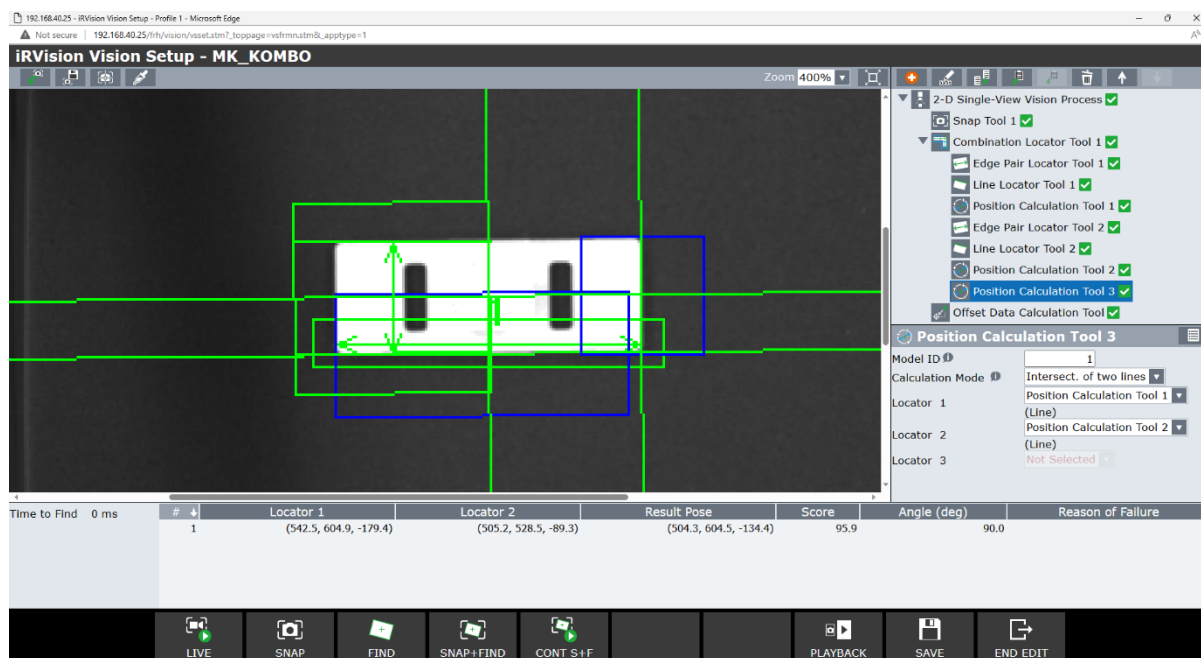 192.168.40.25 - iRVision Vision Setup - Profile 1 - Microsoft Edge
Not secure 192.168.40.25/frh/vision/vsset.stm?_toppage=vsfrmn.stm&_apptype=1
iRVision Vision Setup - MK_KOMBO
Zoom 400%
2-D Single-View Vision Process
Snap Tool 1
Combination Locator Tool 1
Edge Pair Locator Tool 1
Line Locator Tool 1
Position Calculation Tool 1
Edge Pair Locator Tool 2
Line Locator Tool 2
Position Calculation Tool 2
Position Calculation Tool 3
Offset Data Calculation Tool
Position Calculation Tool 3
Model ID 1
Calculation Mode Intersect. of two lines
Locator 1 Position Calculation Tool 1
(Line)
Locator 2 Position Calculation Tool 2
(Line)
Locator 3 Not Selected
Time to Find 0 ms
# Locator 1 Locator 2 Result Pose Score Angle (deg) Reason of Failure
1 (542.5, 604.9, -179.4) (505.2, 528.5, -89.3) (504.3, 604.5, -134.4) 95.9 90.0
LIVE SNAP FIND SNAP+FIND CONT S+F PLAYBACK SAVE END EDIT